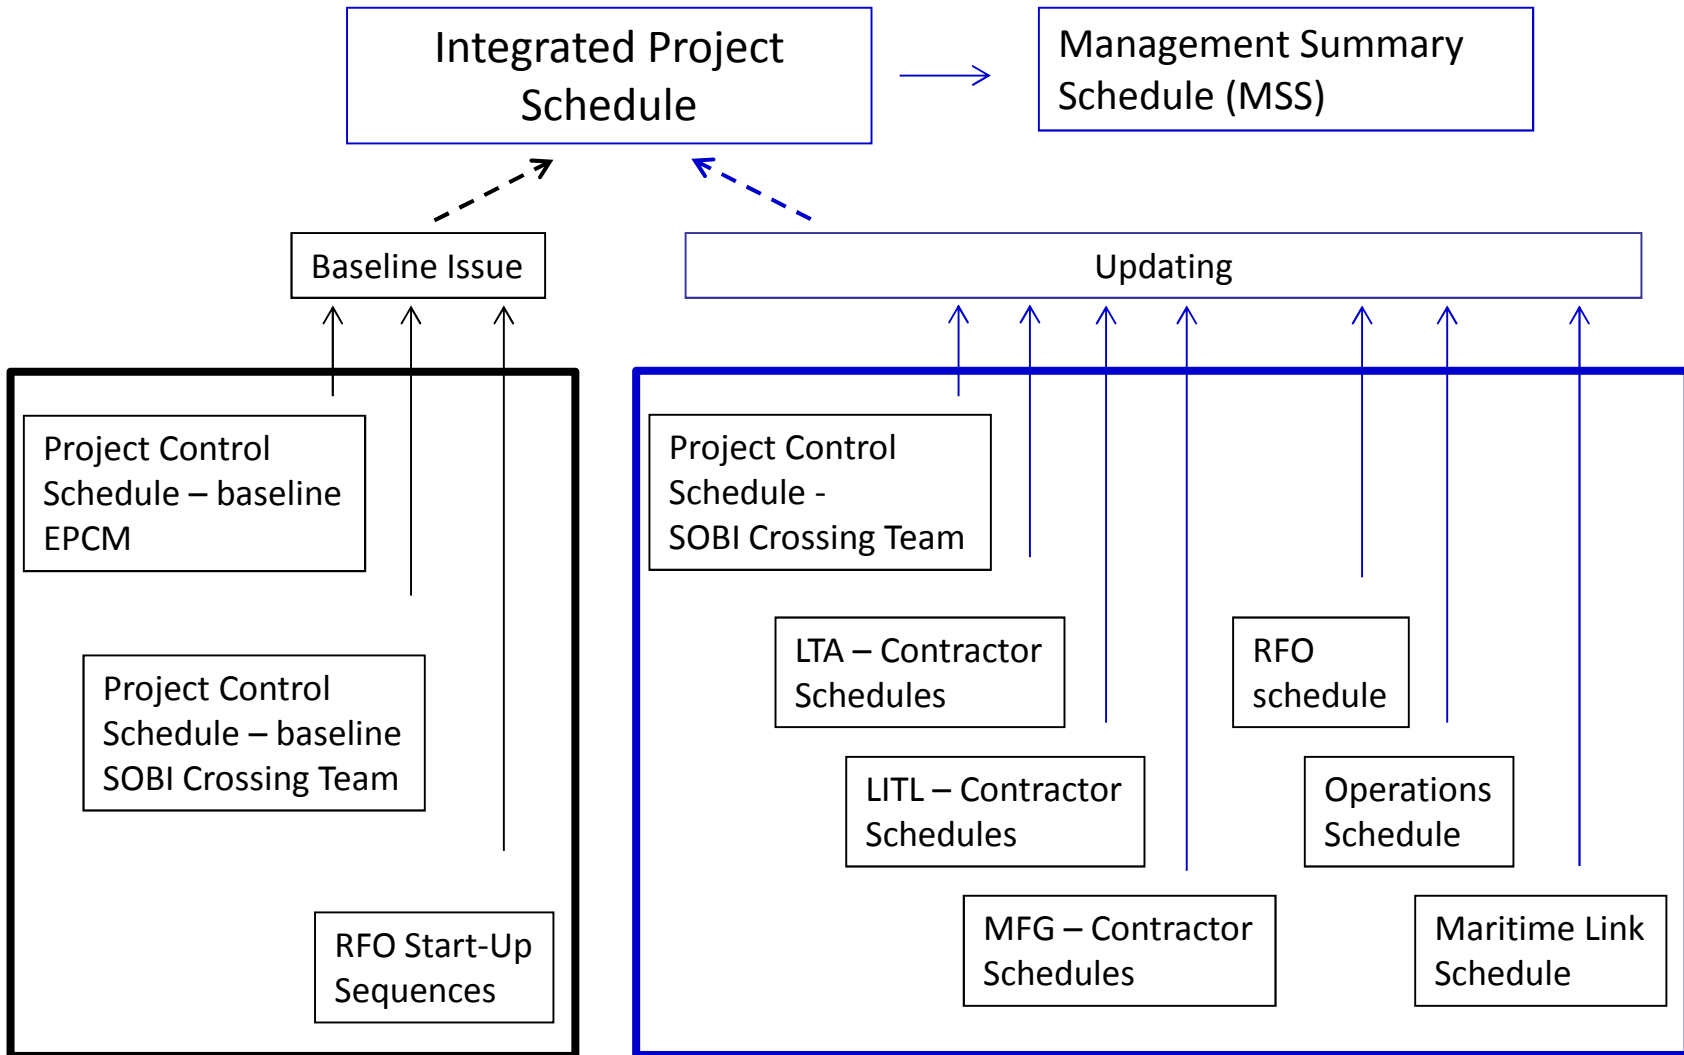 Integrated Project
Schedule
Management Summary
Schedule (MSS)
Baseline Issue
Updating
Project Control
Schedule – baseline
EPCM
Project Control
Schedule – baseline
SOBI Crossing Team
RFO Start-Up
Sequences
Project Control
Schedule -
SOBI Crossing Team
LTA – Contractor
Schedules
LITL – Contractor
Schedules
MFG – Contractor
Schedules
RFO
schedule
Operations
Schedule
Maritime Link
Schedule